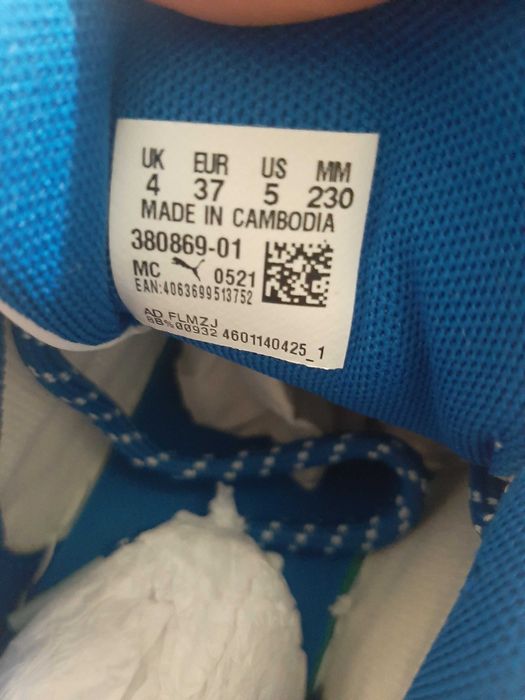 UK EUR US MM
4 37 5 230
MADE IN CAMBODIA
380869-01
MC 0521
EAN:4063699513752
AD FLMZJ
4601140425_1